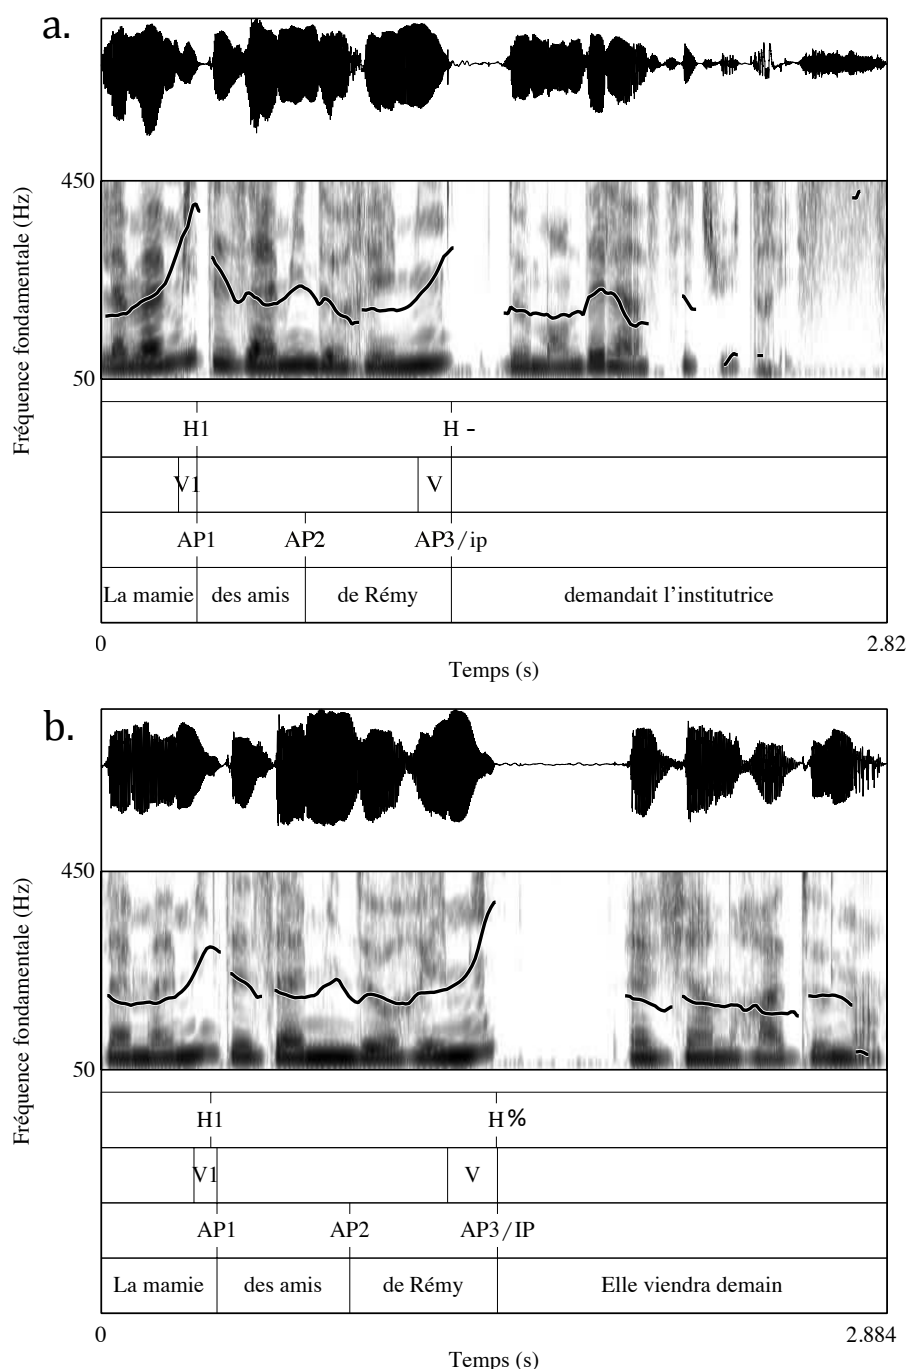 a.
450
Fréquence fondamentale (Hz)
50
H1 H -
V1 V
AP1 AP2 AP3/ip
La mamie des amis de Rémy demandait l'institutrice
0 2.82
Temps (s)
b.
450
Fréquence fondamentale (Hz)
50
H1 H%
V1 V
AP1 AP2 AP3/IP
La mamie des amis de Rémy Elle viendra demain
0 2.884
Temps (s)